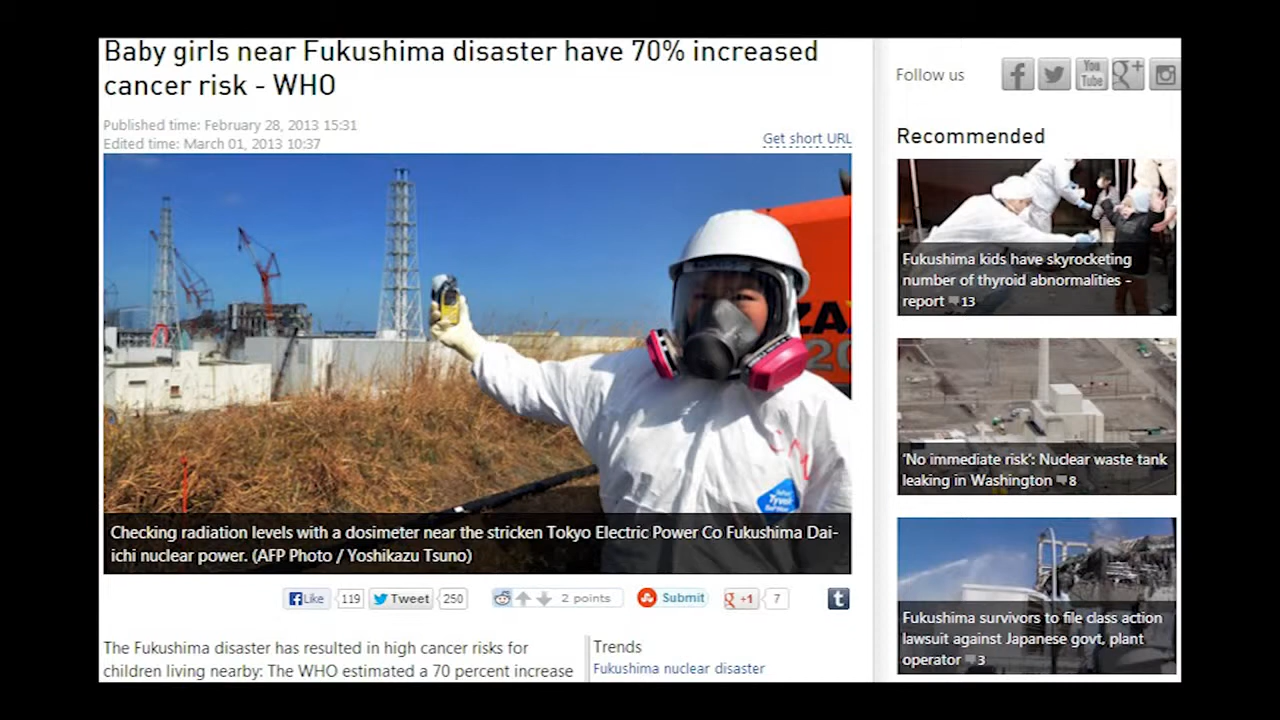 Baby girls near Fukushima disaster have 70% increased
cancer risk - WHO
Published time: February 28, 2013 15:31
Edited time: March 01, 2013 10:37
Get short URL
ZA
20
Tyvek
Checking radiation levels with a dosimeter near the stricken Tokyo Electric Power Co Fukushima Dai-
ichi nuclear power. (AFP Photo / Yoshikazu Tsuno)
f Like 119 Tweet 250 2 points Submit g +1 7 t
The Fukushima disaster has resulted in high cancer risks for
children living nearby: The WHO estimated a 70 percent increase
Trends
Fukushima nuclear disaster
Follow us f You Tube g+
Recommended
Fukushima kids have skyrocketing
number of thyroid abnormalities -
report 13
'No immediate risk': Nuclear waste tank
leaking in Washington 8
Fukushima survivors to file class action
lawsuit against Japanese govt, plant
operator 3